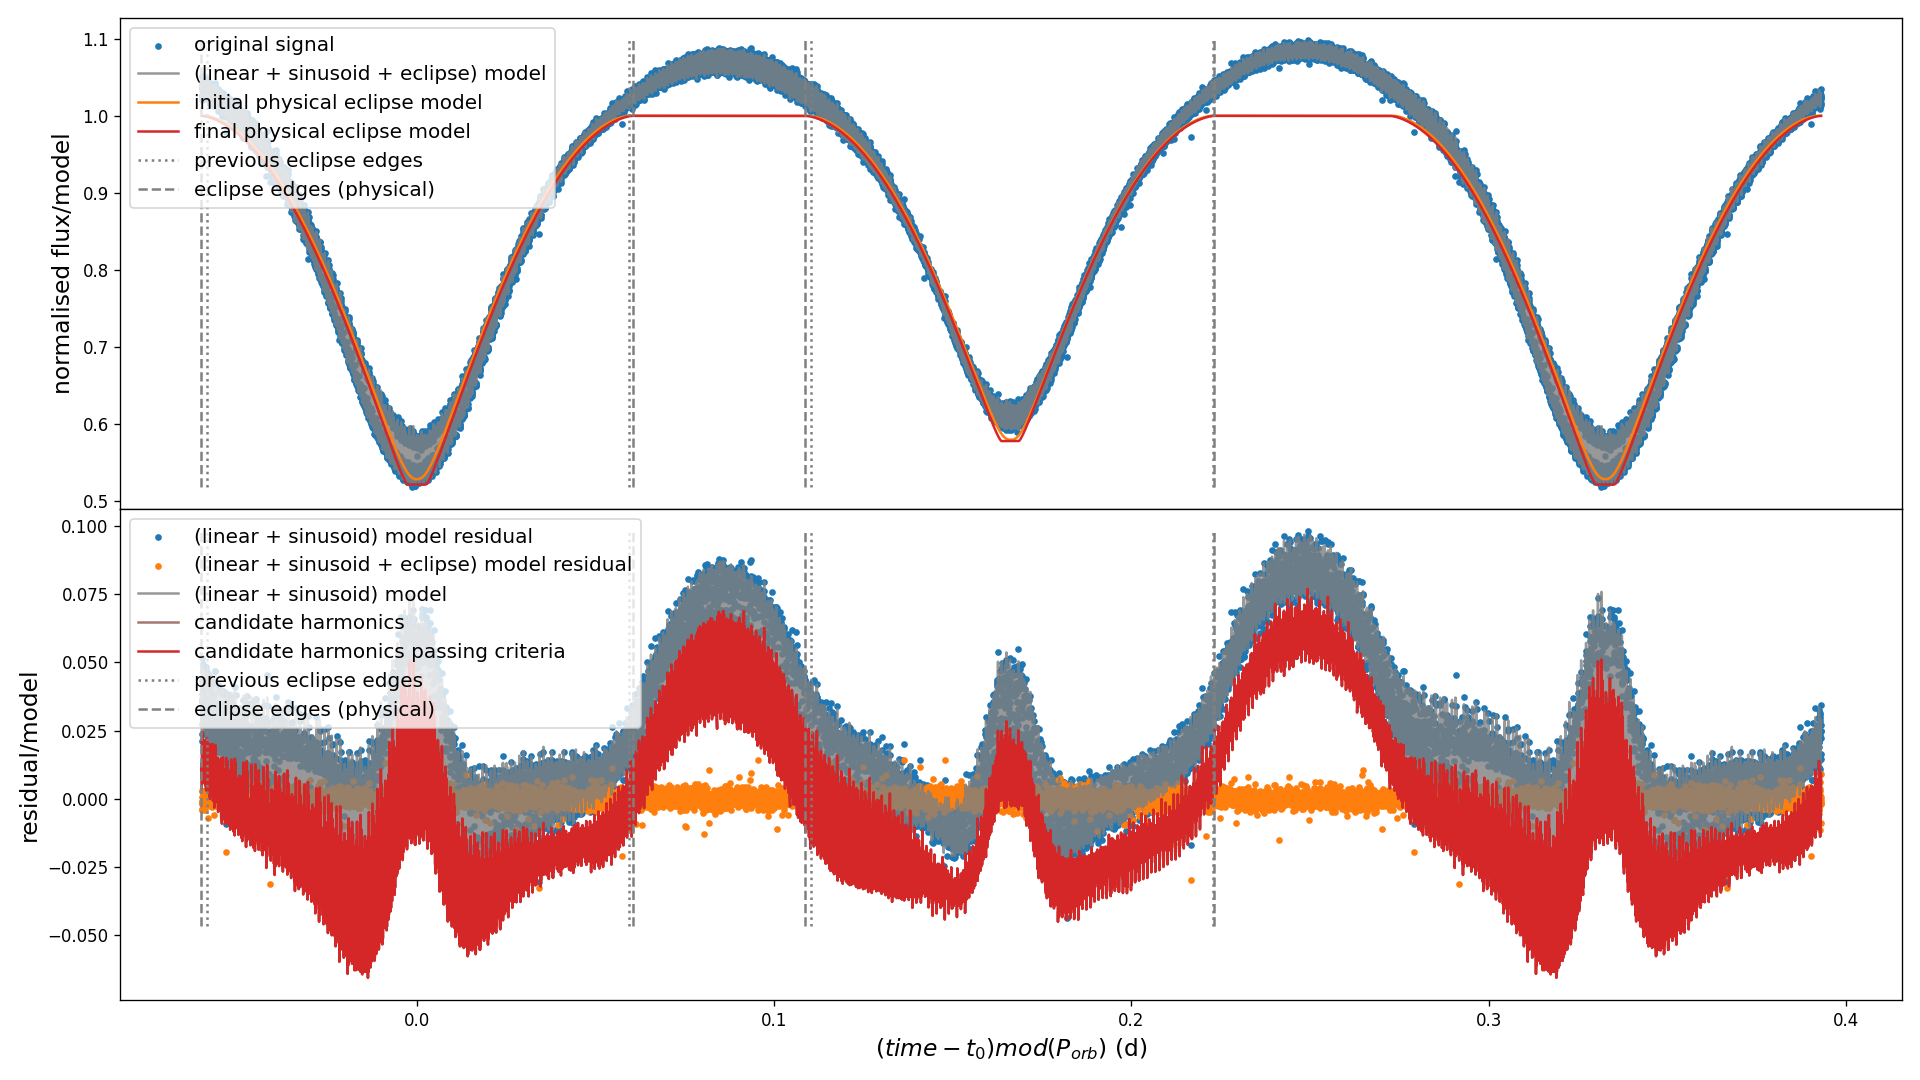 1.1
1.0
0.9
0.8
0.7
0.6
0.5
normalised flux/model
original signal
(linear + sinusoid + eclipse) model
initial physical eclipse model
final physical eclipse model
previous eclipse edges
eclipse edges (physical)
0.100
0.075
0.050
0.025
0.000
−0.025
−0.050
residual/model
(linear + sinusoid) model residual
(linear + sinusoid + eclipse) model residual
(linear + sinusoid) model
candidate harmonics
candidate harmonics passing criteria
previous eclipse edges
eclipse edges (physical)
0.0 0.1 0.2 0.3 0.4
(time − t₀)mod(P_orb) (d)